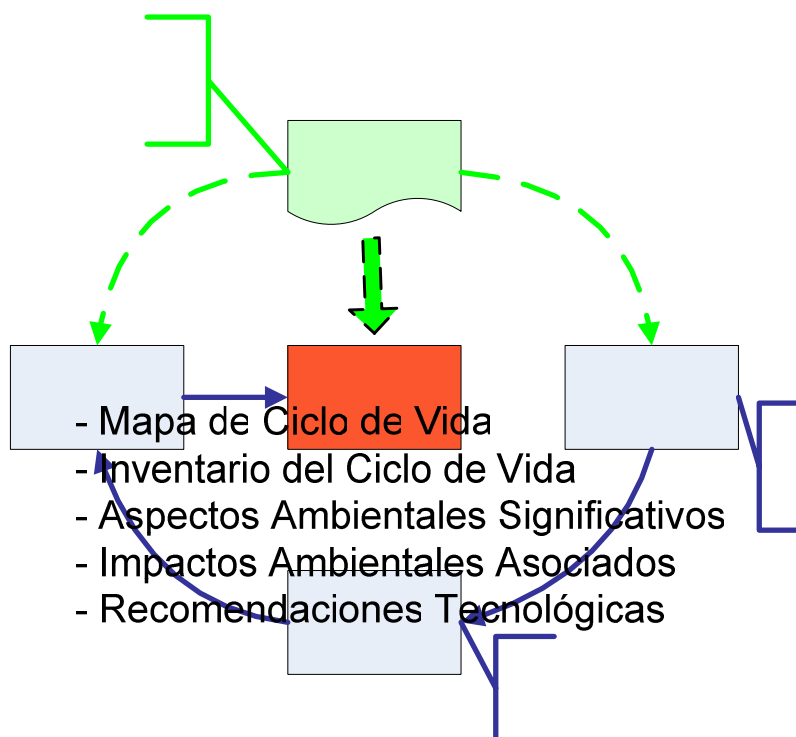 - Mapa de Ciclo de Vida
- Inventario del Ciclo de Vida
- Aspectos Ambientales Significativos
- Impactos Ambientales Asociados
- Recomendaciones Tecnológicas